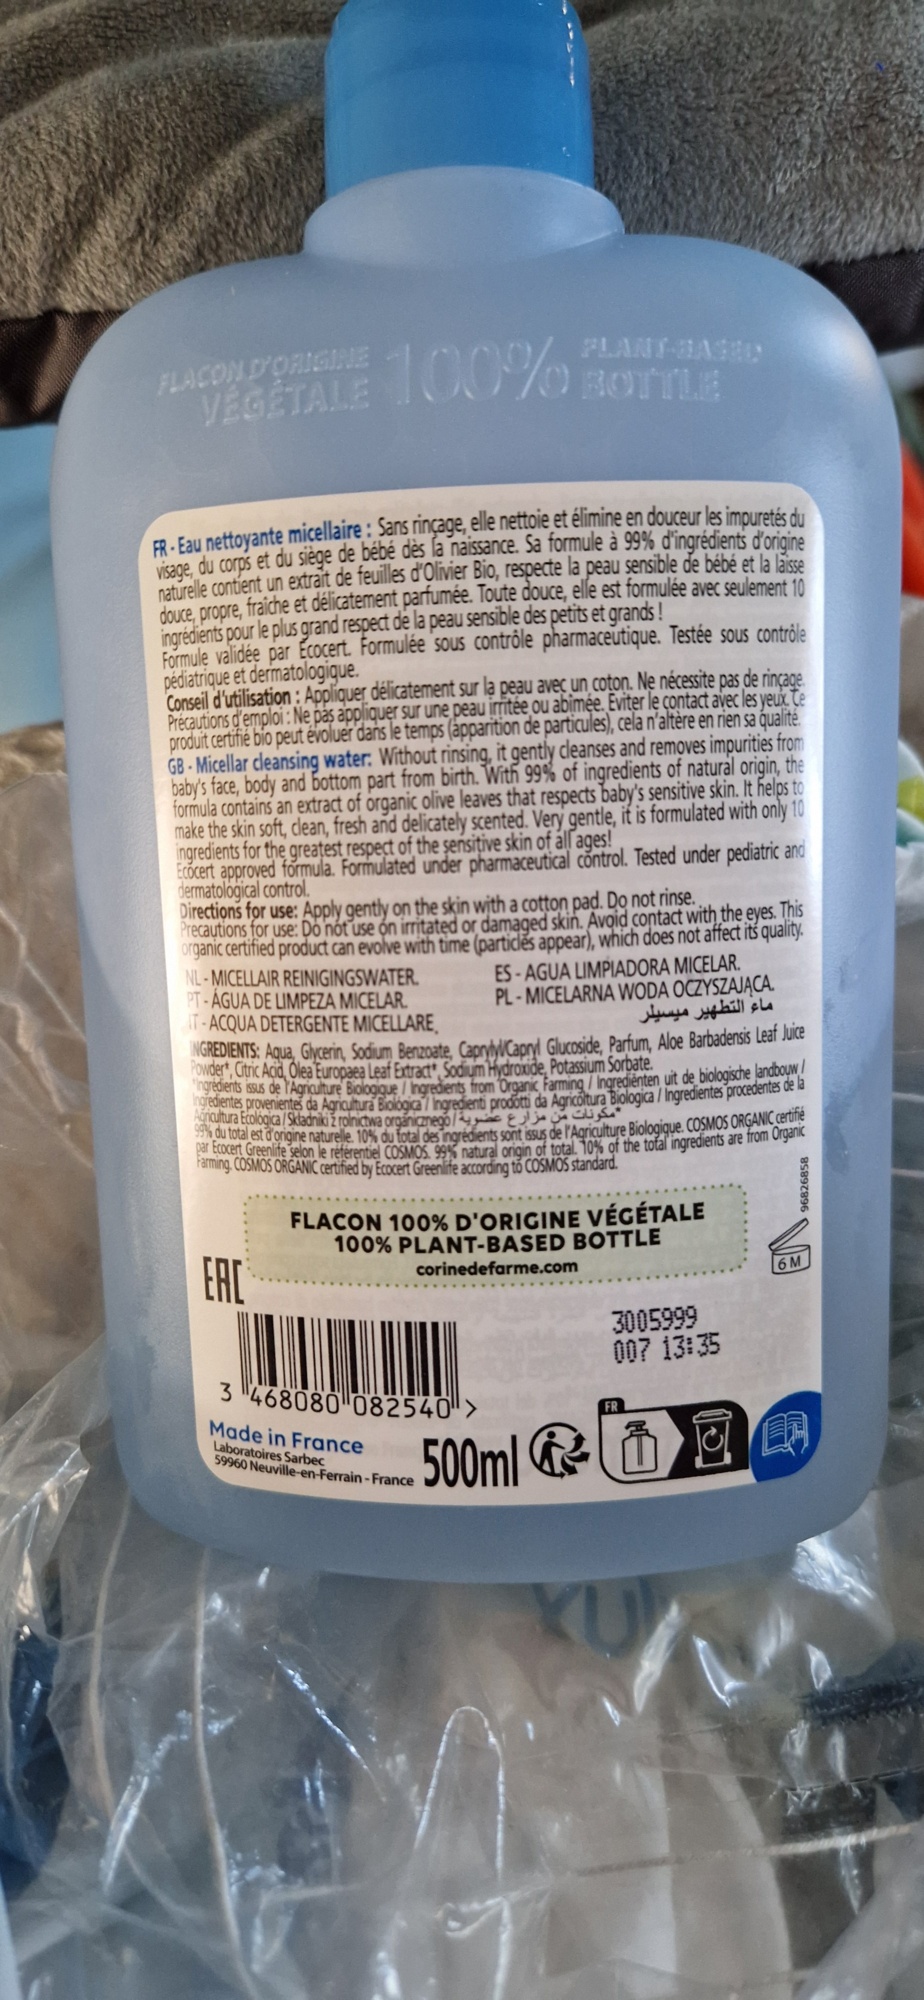 FLACON D'ORIGINE
VÉGÉTALE
100%
PLANT-BASED
BOTTLE
FR - Eau nettoyante micellaire : Sans rinçage, elle nettoie et élimine en douceur les impuretés du
visage, du corps et du siège de bébé dès la naissance. Sa formule à 99% d'ingrédients d'origine
naturelle contient un extrait de feuilles d'Olivier Bio, respecte la peau sensible de bébé et la laisse
douce, propre, fraîche et délicatement parfumée. Toute douce, elle est formulée avec seulement 10
ingrédients pour le plus grand respect de la peau sensible des petits et grands !
Formule validée par Ecocert. Formulée sous contrôle pharmaceutique. Testée sous contrôle
pédiatrique et dermatologique.
Conseil d'utilisation : Appliquer délicatement sur la peau avec un coton. Ne nécessite pas de rinçage.
Précautions d'emploi : Ne pas appliquer sur une peau irritée ou abimée. Eviter le contact avec les yeux. Ce
produit certifié bio peut évoluer dans le temps (apparition de particules), cela n'altère en rien sa qualité.
GB - Micellar cleansing water: Without rinsing, it gently cleanses and removes impurities from
baby's face, body and bottom part from birth. With 99% of ingredients of natural origin, the
formula contains an extract of organic olive leaves that respects baby's sensitive skin. It helps to
make the skin soft, clean, fresh and delicately scented. Very gentle, it is formulated with only 10
ingredients for the greatest respect of the sensitive skin of all ages!
Ecocert approved formula. Formulated under pharmaceutical control. Tested under pediatric and
dermatological control.
Directions for use: Apply gently on the skin with a cotton pad. Do not rinse.
Precautions for use: Do not use on irritated or damaged skin. Avoid contact with the eyes. This
organic certified product can evolve with time (particles appear), which does not affect its quality.
NL - MICELLAIR REINIGINGSWATER.
PT - ÁGUA DE LIMPEZA MICELAR.
IT - ACQUA DETERGENTE MICELLARE.
ES - AGUA LIMPIADORA MICELAR.
PL - MICELARNA WODA OCZYSZAJĄCA.
ماء التطهير ميسيلر
INGREDIENTS: Aqua, Glycerin, Sodium Benzoate, Caprylyl/Capryl Glucoside, Parfum, Aloe Barbadensis Leaf Juice
Powder*, Citric Acid, Olea Europaea Leaf Extract*, Sodium Hydroxide, Potassium Sorbate.
*Ingrédients issus de l'Agriculture Biologique / Ingredients from Organic Farming / Ingrediënten uit de biologische landbouw /
Ingredientes provenientes da Agricultura Biológica / Ingredienti prodotti da Agricoltura Biologica / Ingredientes procedentes de la
Agricultura Ecológica / Składniki z rolnictwa organicznego / مكونات من مزارع عضوية*
99% du total est d'origine naturelle. 10% du total des ingrédients sont issus de l'Agriculture Biologique. COSMOS ORGANIC certifié
par Ecocert Greenlife selon le référentiel COSMOS. 99% natural origin of total. 10% of the total ingredients are from Organic
Farming. COSMOS ORGANIC certified by Ecocert Greenlife according to COSMOS standard.
96826858
FLACON 100% D'ORIGINE VÉGÉTALE
100% PLANT-BASED BOTTLE
corinedefarme.com
6 M
EAC
3005999
007 13:35
3 468080 082540 >
Made in France
Laboratoires Sarbec
59960 Neuville-en-Ferrain - France
500ml
FR